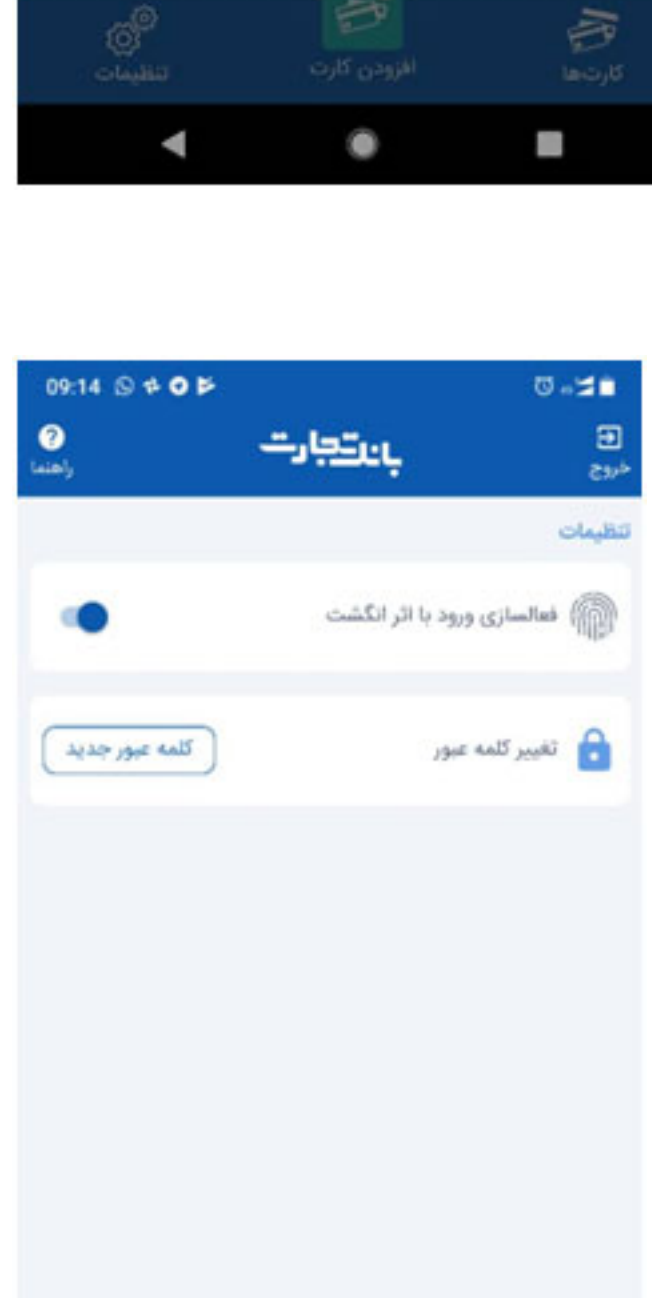 کارت‌ها
افزودن کارت
تنظیمات
09:14
خروج
بانک تجارت
راهنما
تنظیمات
فعالسازی ورود با اثر انگشت
تغییر کلمه عبور
کلمه عبور جدید